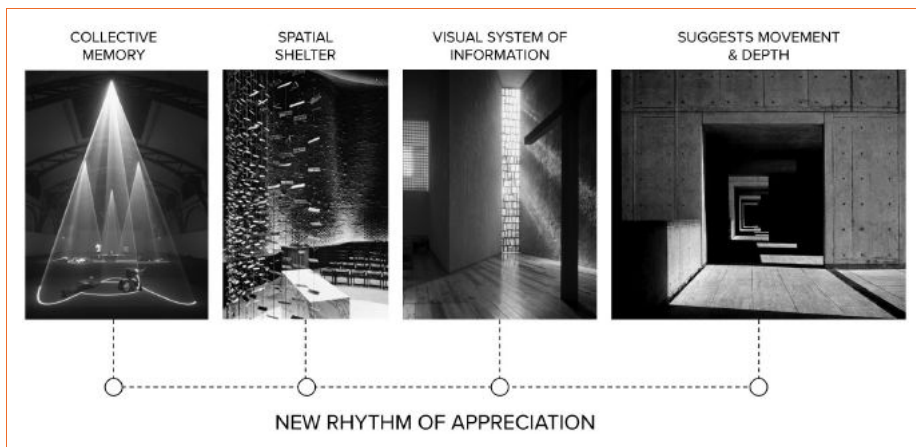 COLLECTIVE
MEMORY
SPATIAL
SHELTER
VISUAL SYSTEM OF
INFORMATION
SUGGESTS MOVEMENT
& DEPTH
NEW RHYTHM OF APPRECIATION